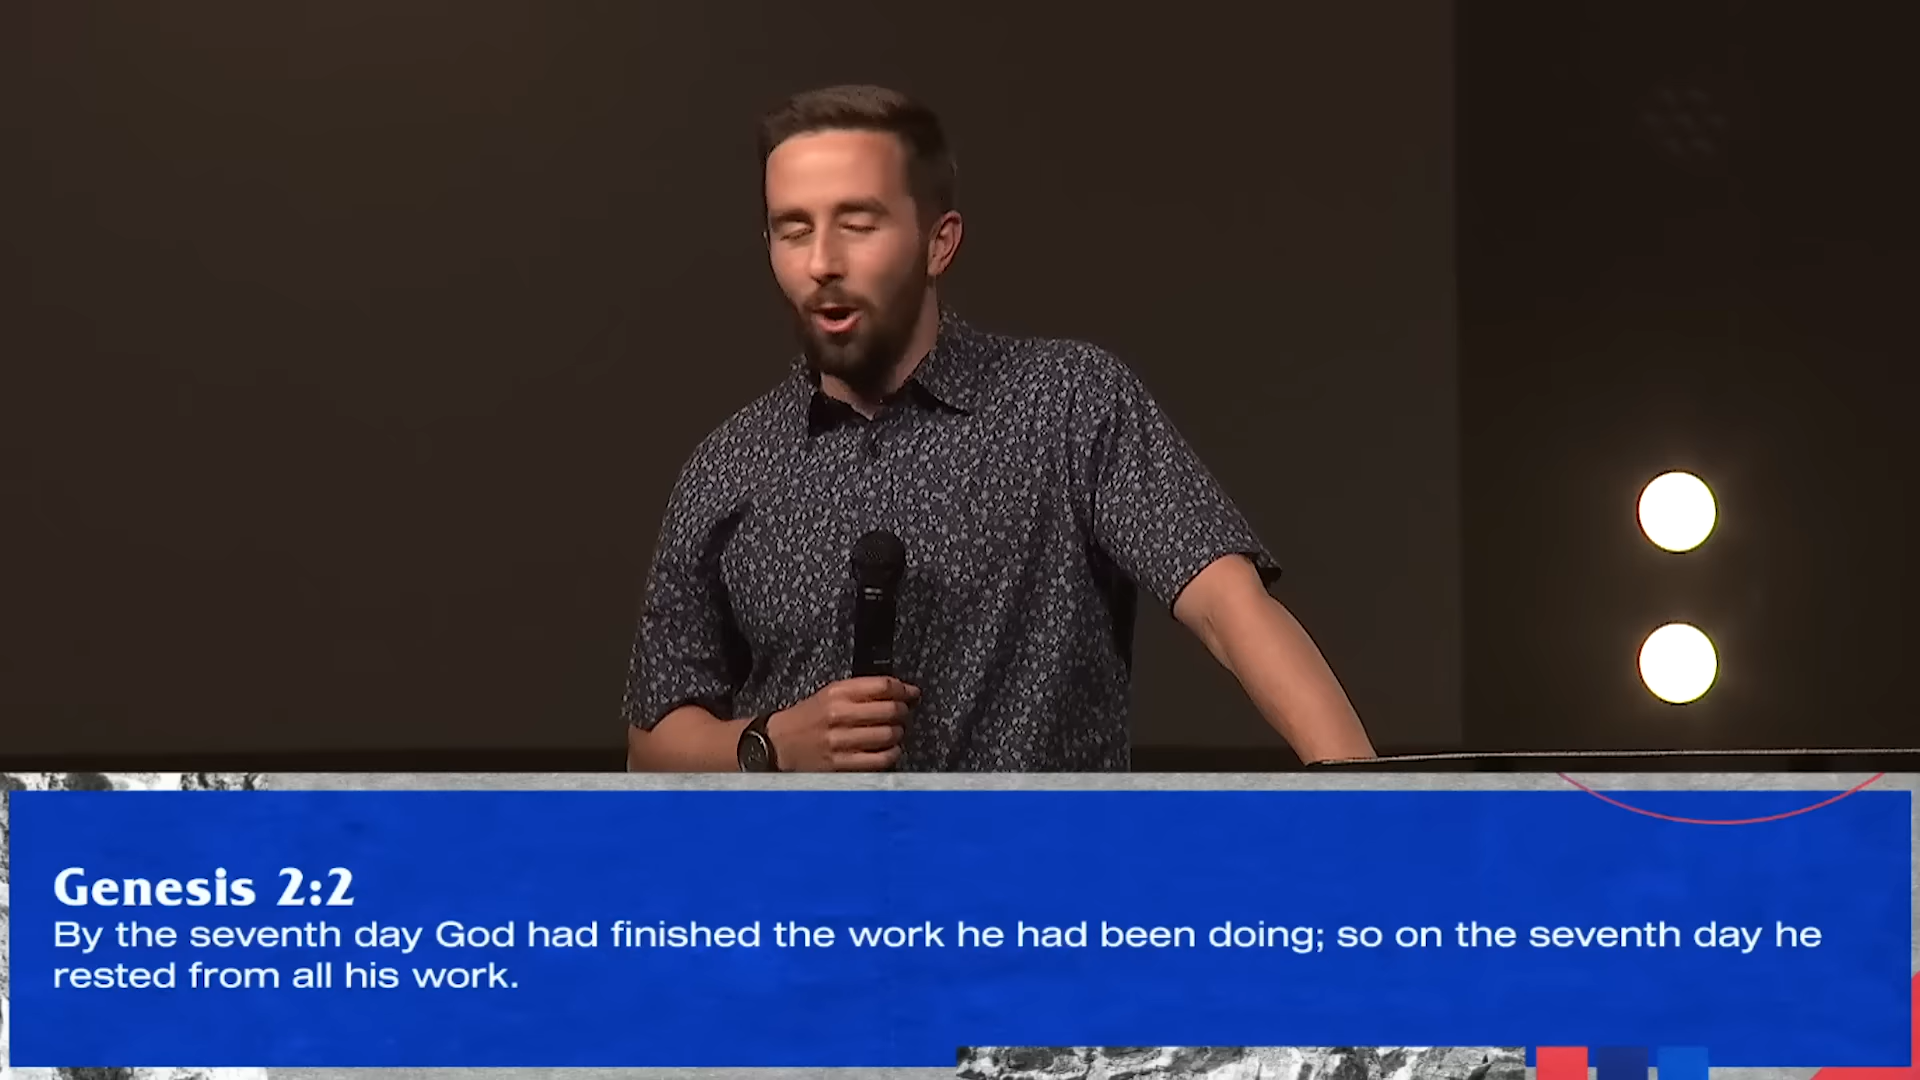 Genesis 2:2
By the seventh day God had finished the work he had been doing; so on the seventh day he
rested from all his work.